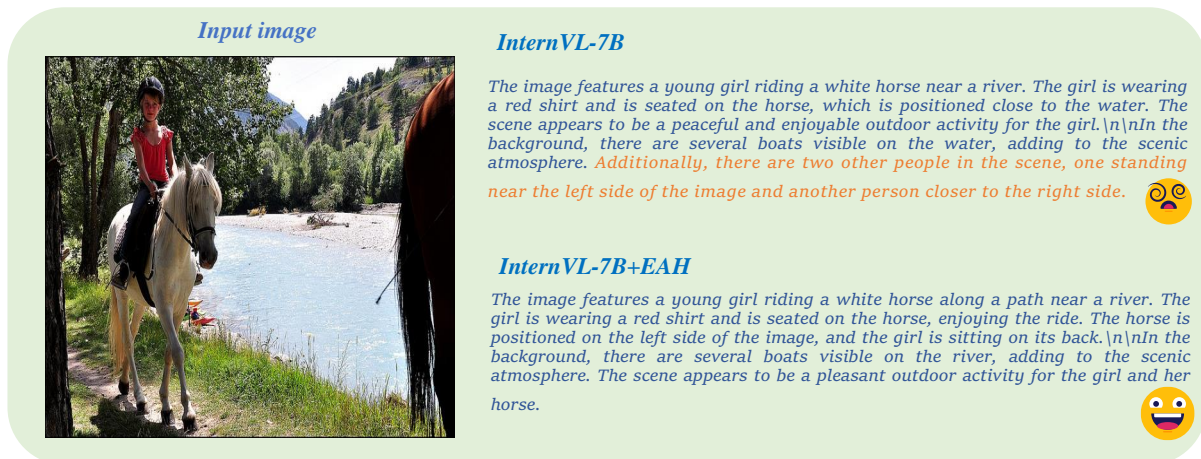 Input image
InternVL-7B
The image features a young girl riding a white horse near a river. The girl is wearing
a red shirt and is seated on the horse, which is positioned close to the water. The
scene appears to be a peaceful and enjoyable outdoor activity for the girl.\n\nIn the
background, there are several boats visible on the water, adding to the scenic
atmosphere. Additionally, there are two other people in the scene, one standing
near the left side of the image and another person closer to the right side.
InternVL-7B+EAH
The image features a young girl riding a white horse along a path near a river. The
girl is wearing a red shirt and is seated on the horse, enjoying the ride. The horse is
positioned on the left side of the image, and the girl is sitting on its back.\n\nIn the
background, there are several boats visible on the river, adding to the scenic
atmosphere. The scene appears to be a pleasant outdoor activity for the girl and her
horse.